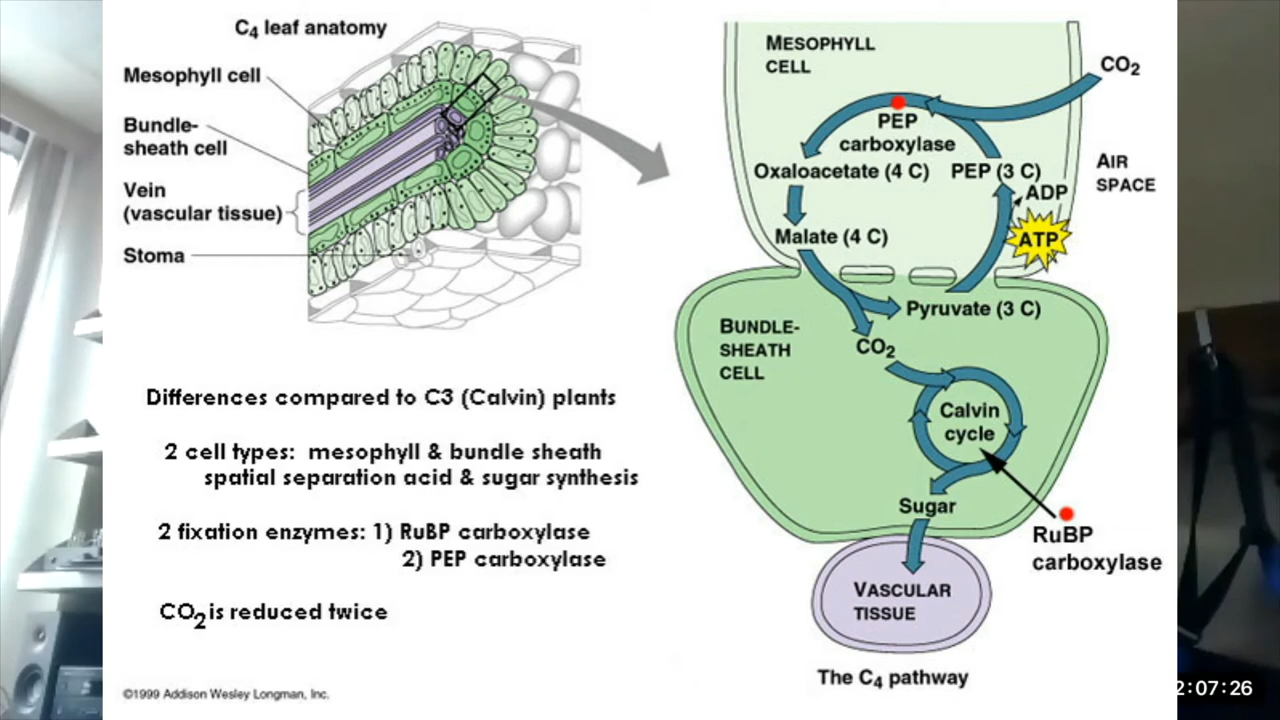 C4 leaf anatomy
Mesophyll cell
Bundle-
sheath cell
Vein
(vascular tissue)
Stoma
MESOPHYLL
CELL
CO2
PEP
carboxylase
Oxaloacetate (4 C)
PEP (3 C)
AIR
SPACE
ADP
ATP
Malate (4 C)
Pyruvate (3 C)
BUNDLE-
SHEATH
CELL
CO2
Calvin
cycle
Sugar
RuBP
carboxylase
VASCULAR
TISSUE
The C4 pathway
Differences compared to C3 (Calvin) plants
2 cell types: mesophyll & bundle sheath
spatial separation acid & sugar synthesis
2 fixation enzymes: 1) RuBP carboxylase
2) PEP carboxylase
CO2 is reduced twice
©1999 Addison Wesley Longman, Inc.
2:07:26